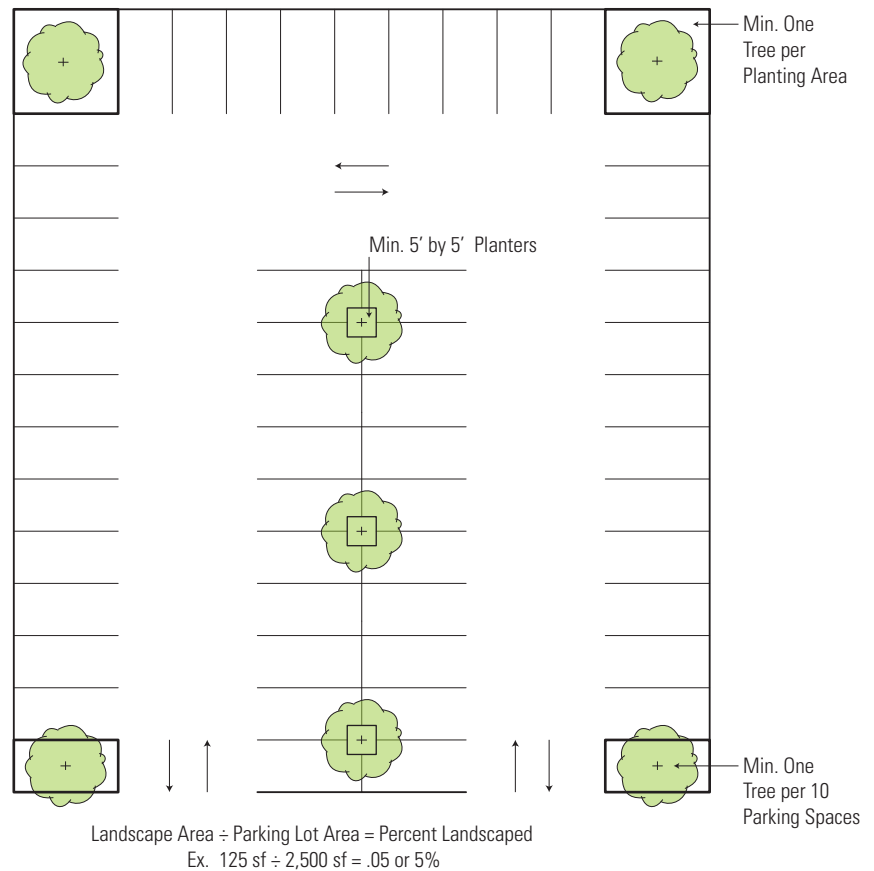 Min. One
Tree per
Planting Area
Min. 5’ by 5’ Planters
Min. One
Tree per 10
Parking Spaces
Landscape Area ÷ Parking Lot Area = Percent Landscaped
Ex. 125 sf ÷ 2,500 sf = .05 or 5%